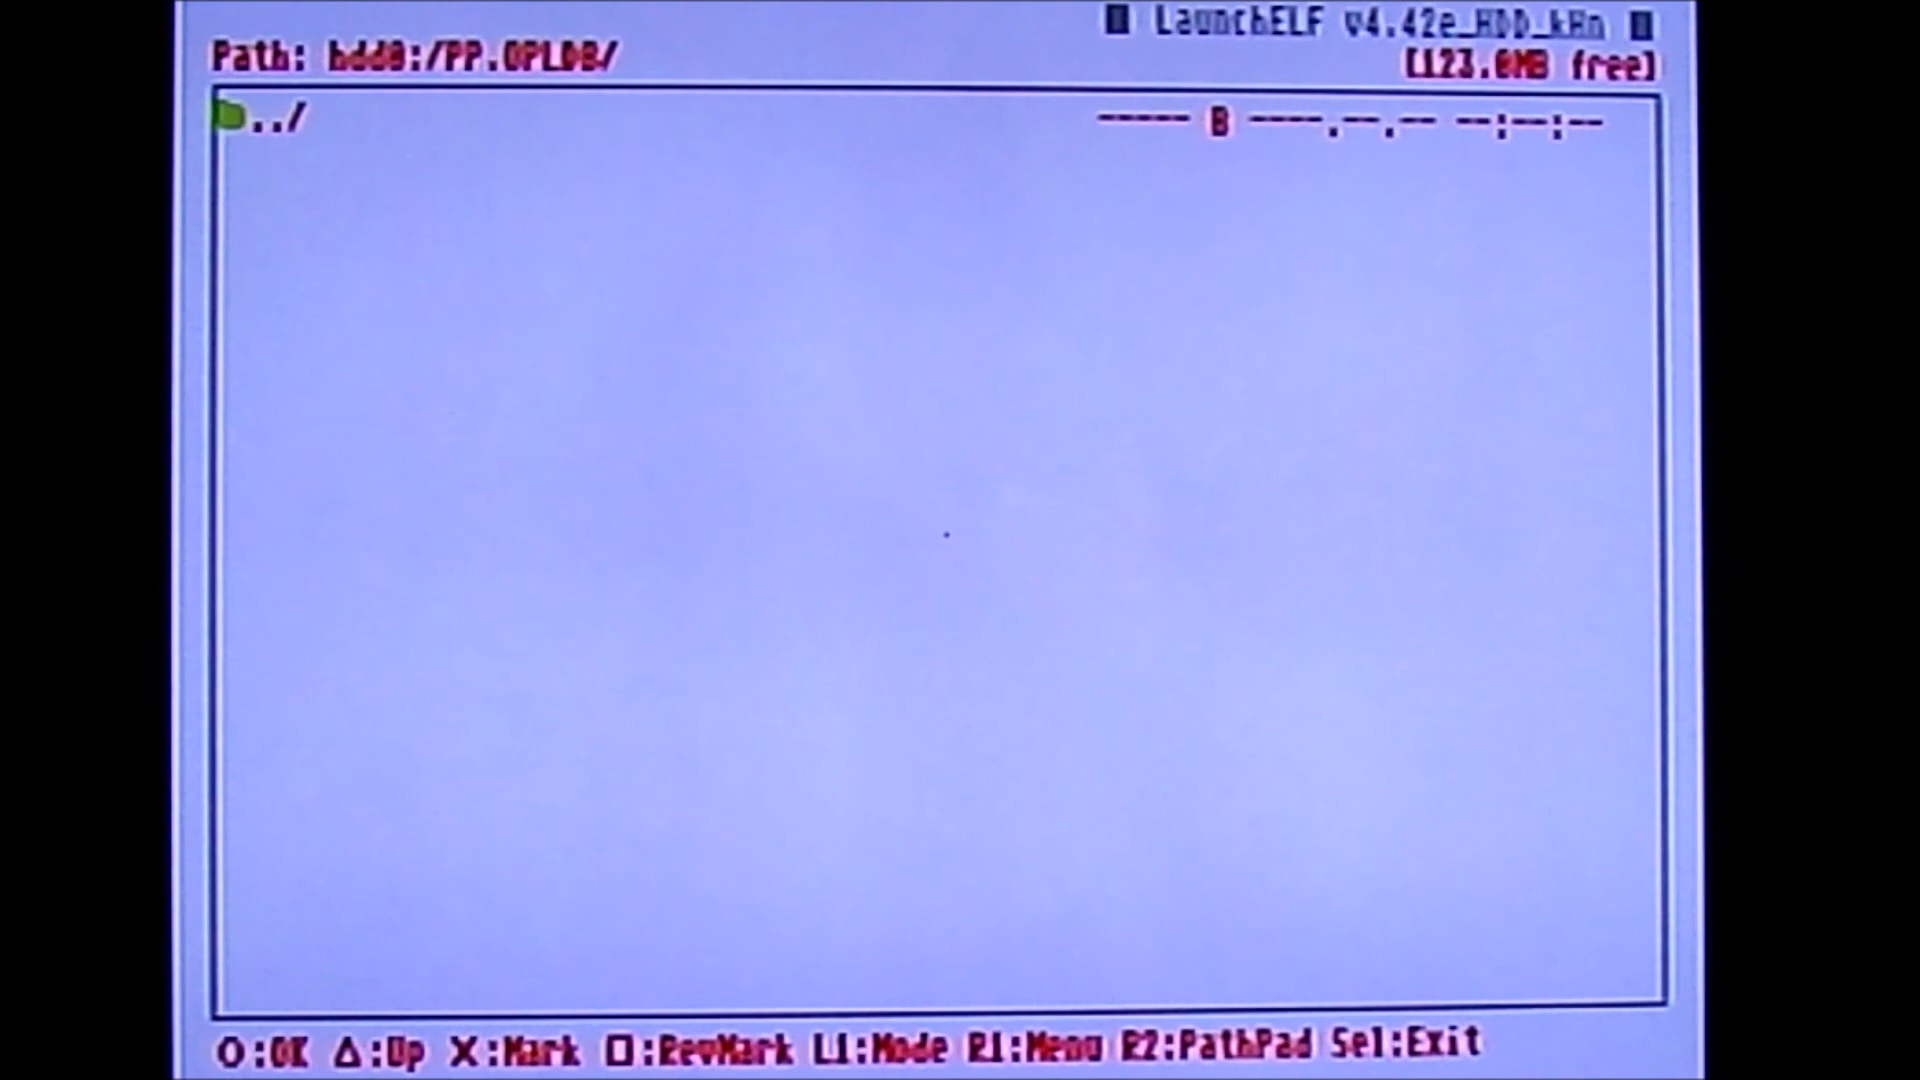 ■ LaunchELF v4.42e_HDD_kHn ■
Path: hdd0:/PP.OPLDB/
[123.0MB free]
../ ----- B ----.--.-- --:--:--
O:OK Δ:Up X:Mark □:RevMark L1:Mode R1:Menu R2:PathPad Sel:Exit